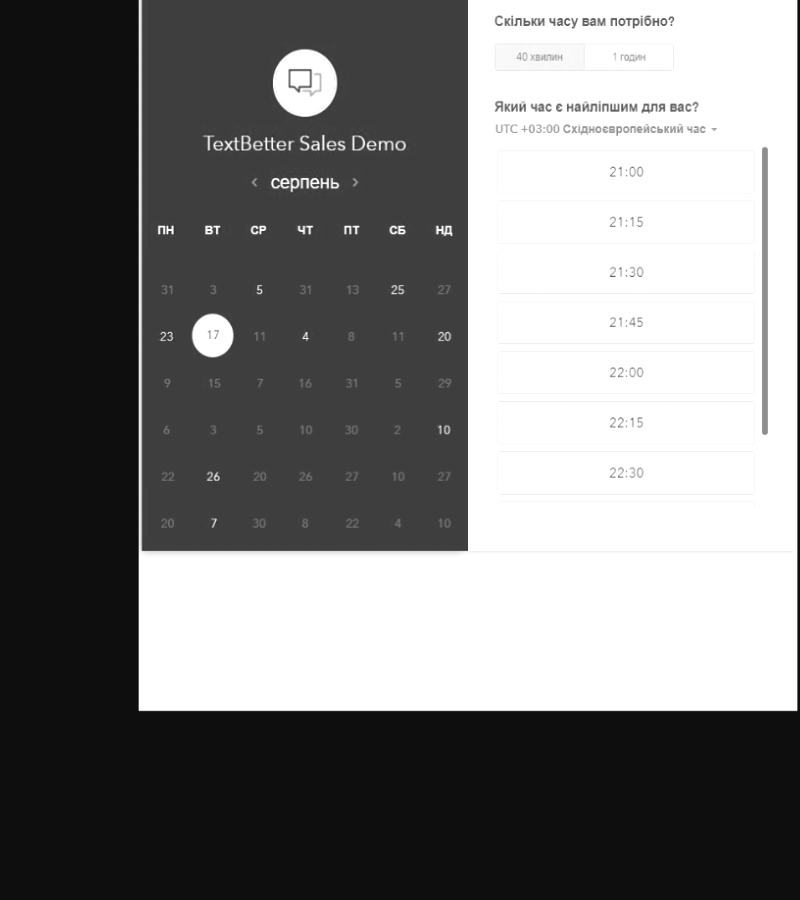 TextBetter Sales Demo
‹ серпень ›
ПН ВТ СР ЧТ ПТ СБ НД
31 3 5 31 13 25 27
23 17 11 4 8 11 20
9 15 7 16 31 5 29
6 3 5 10 30 2 10
22 26 20 26 27 10 27
20 7 30 8 22 4 10
Скільки часу вам потрібно?
40 хвилин 1 годин
Який час є найліпшим для вас?
UTC +03:00 Східноєвропейський час
21:00
21:15
21:30
21:45
22:00
22:15
22:30